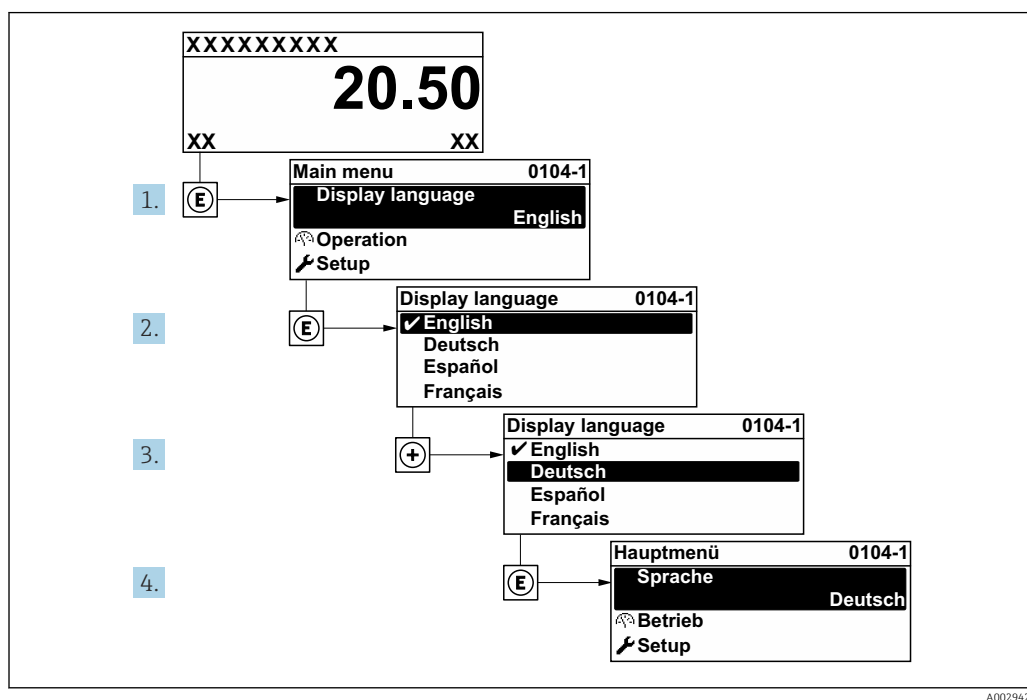 XXXXXXXXX
20.50
XX XX
1. E
Main menu 0104-1
Display language
English
Operation
Setup
2. E
Display language 0104-1
✔English
Deutsch
Español
Français
3. +
Display language 0104-1
✔English
Deutsch
Español
Français
4. E
Hauptmenü 0104-1
Sprache
Deutsch
Betrieb
Setup